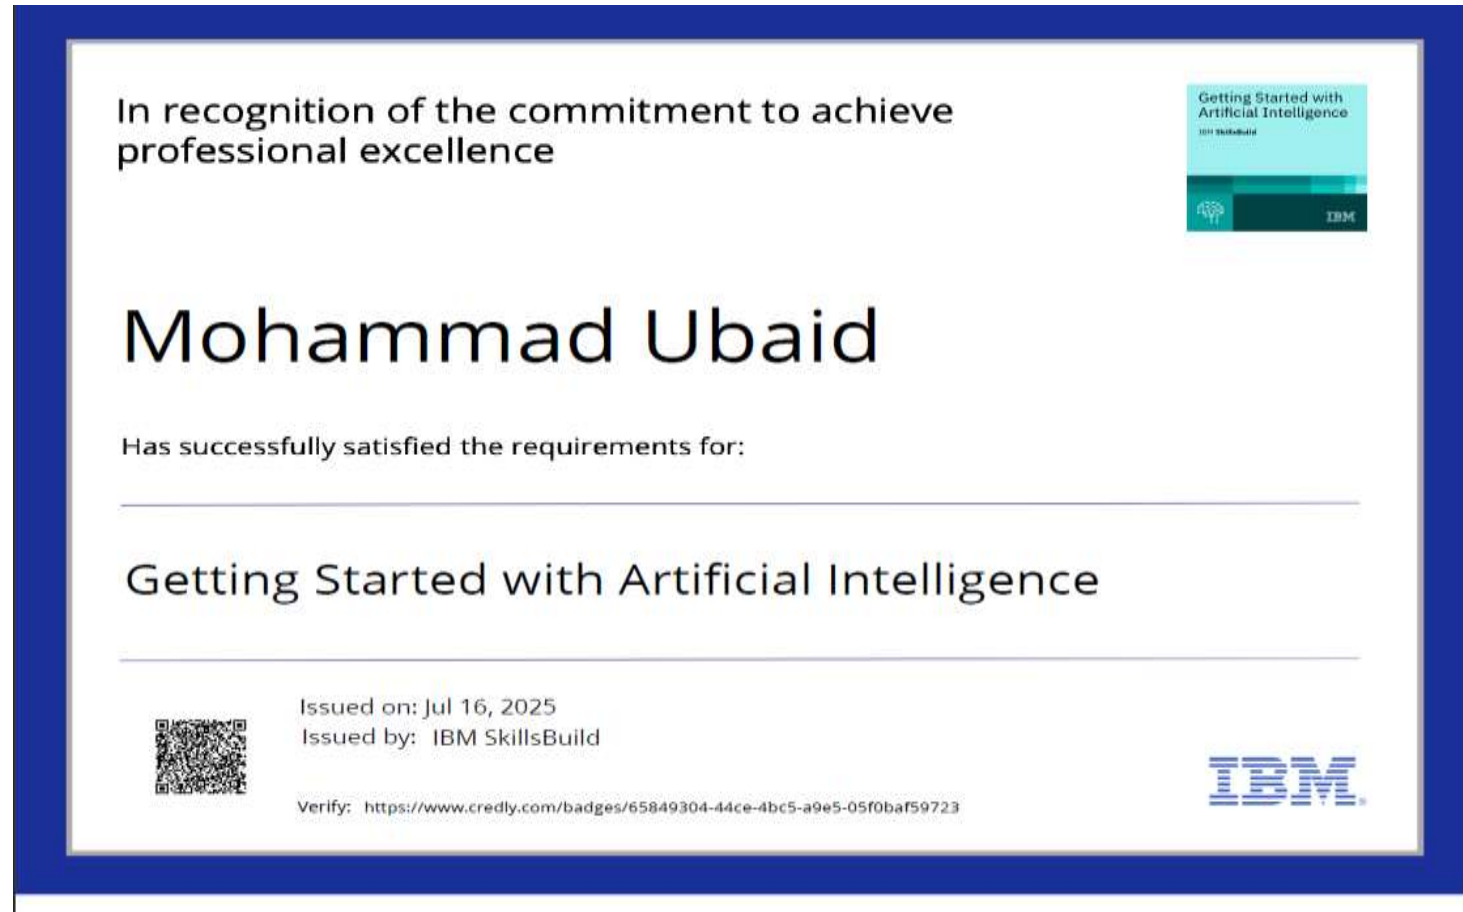 In recognition of the commitment to achieve
professional excellence
Getting Started with
Artificial Intelligence
IBM SkillsBuild
IBM
Mohammad Ubaid
Has successfully satisfied the requirements for:
Getting Started with Artificial Intelligence
Issued on: Jul 16, 2025
Issued by: IBM SkillsBuild
Verify: https://www.credly.com/badges/65849304-44ce-4bc5-a9e5-05f0baf59723
IBM.